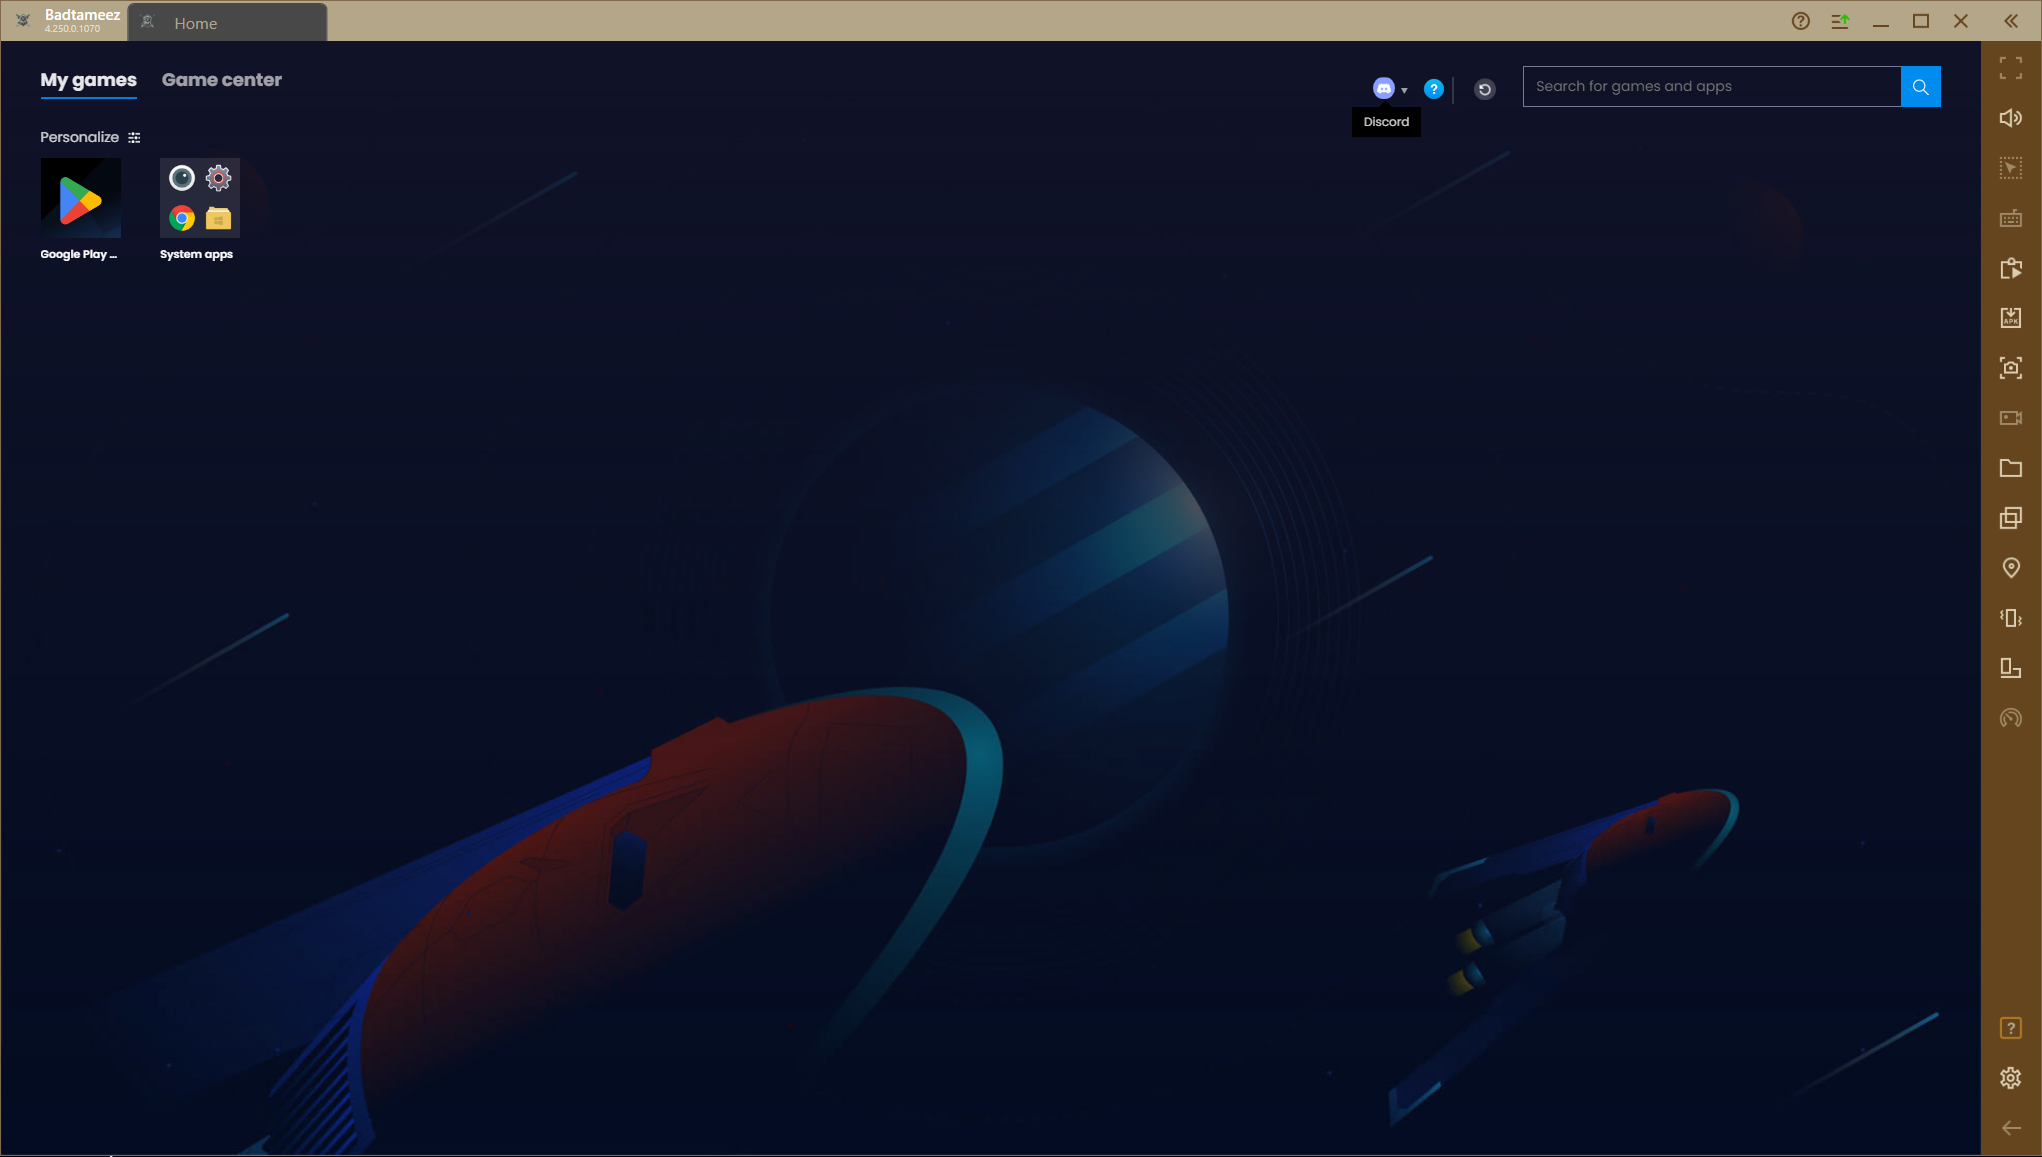 Badtameez
4.250.0.1070
Home
My games
Game center
Search for games and apps
Discord
Personalize
Google Play ...
System apps
APK